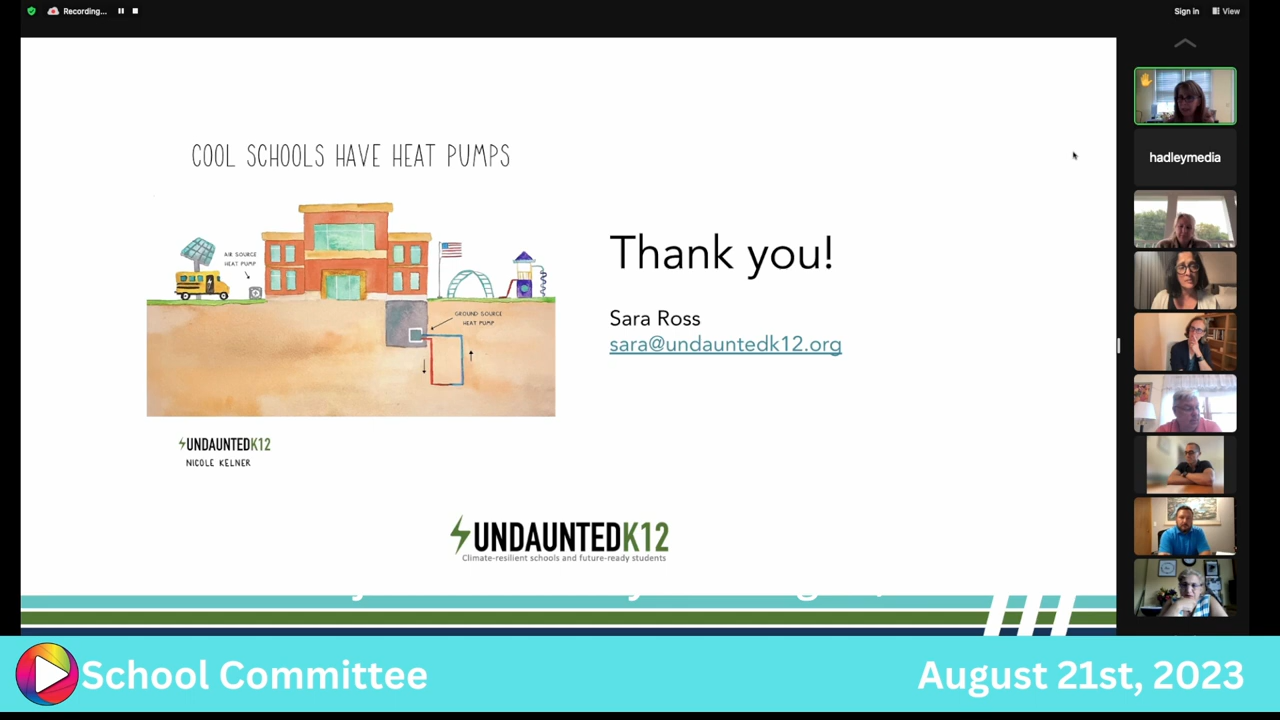 Recording...
Sign in
View
COOL SCHOOLS HAVE HEAT PUMPS
AIR SOURCE
HEAT PUMP
GROUND SOURCE
HEAT PUMP
UNDAUNTEDK12
NICOLE KELNER
Thank you!
Sara Ross
sara@undauntedk12.org
UNDAUNTEDK12
Climate-resilient schools and future-ready students
hadleymedia
School Committee
August 21st, 2023